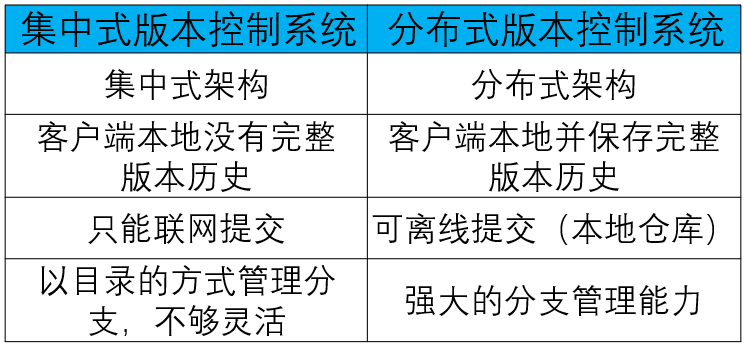 集中式版本控制系统 分布式版本控制系统
集中式架构 分布式架构
客户端本地没有完整 客户端本地并保存完整
版本历史 版本历史
只能联网提交 可离线提交（本地仓库）
以目录的方式管理分
支，不够灵活 强大的分支管理能力